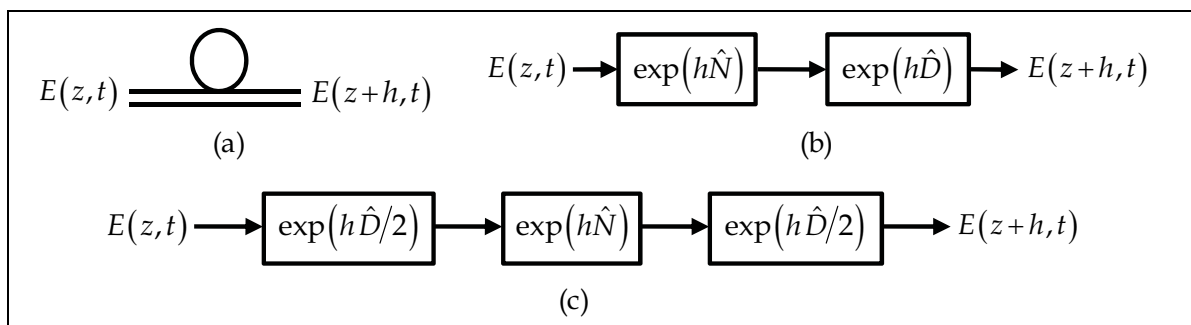 E(z,t) E(z+h,t)
(a)
E(z,t) exp(hN̂) exp(hD̂) E(z+h,t)
(b)
E(z,t) exp(hD̂/2) exp(hN̂) exp(hD̂/2) E(z+h,t)
(c)